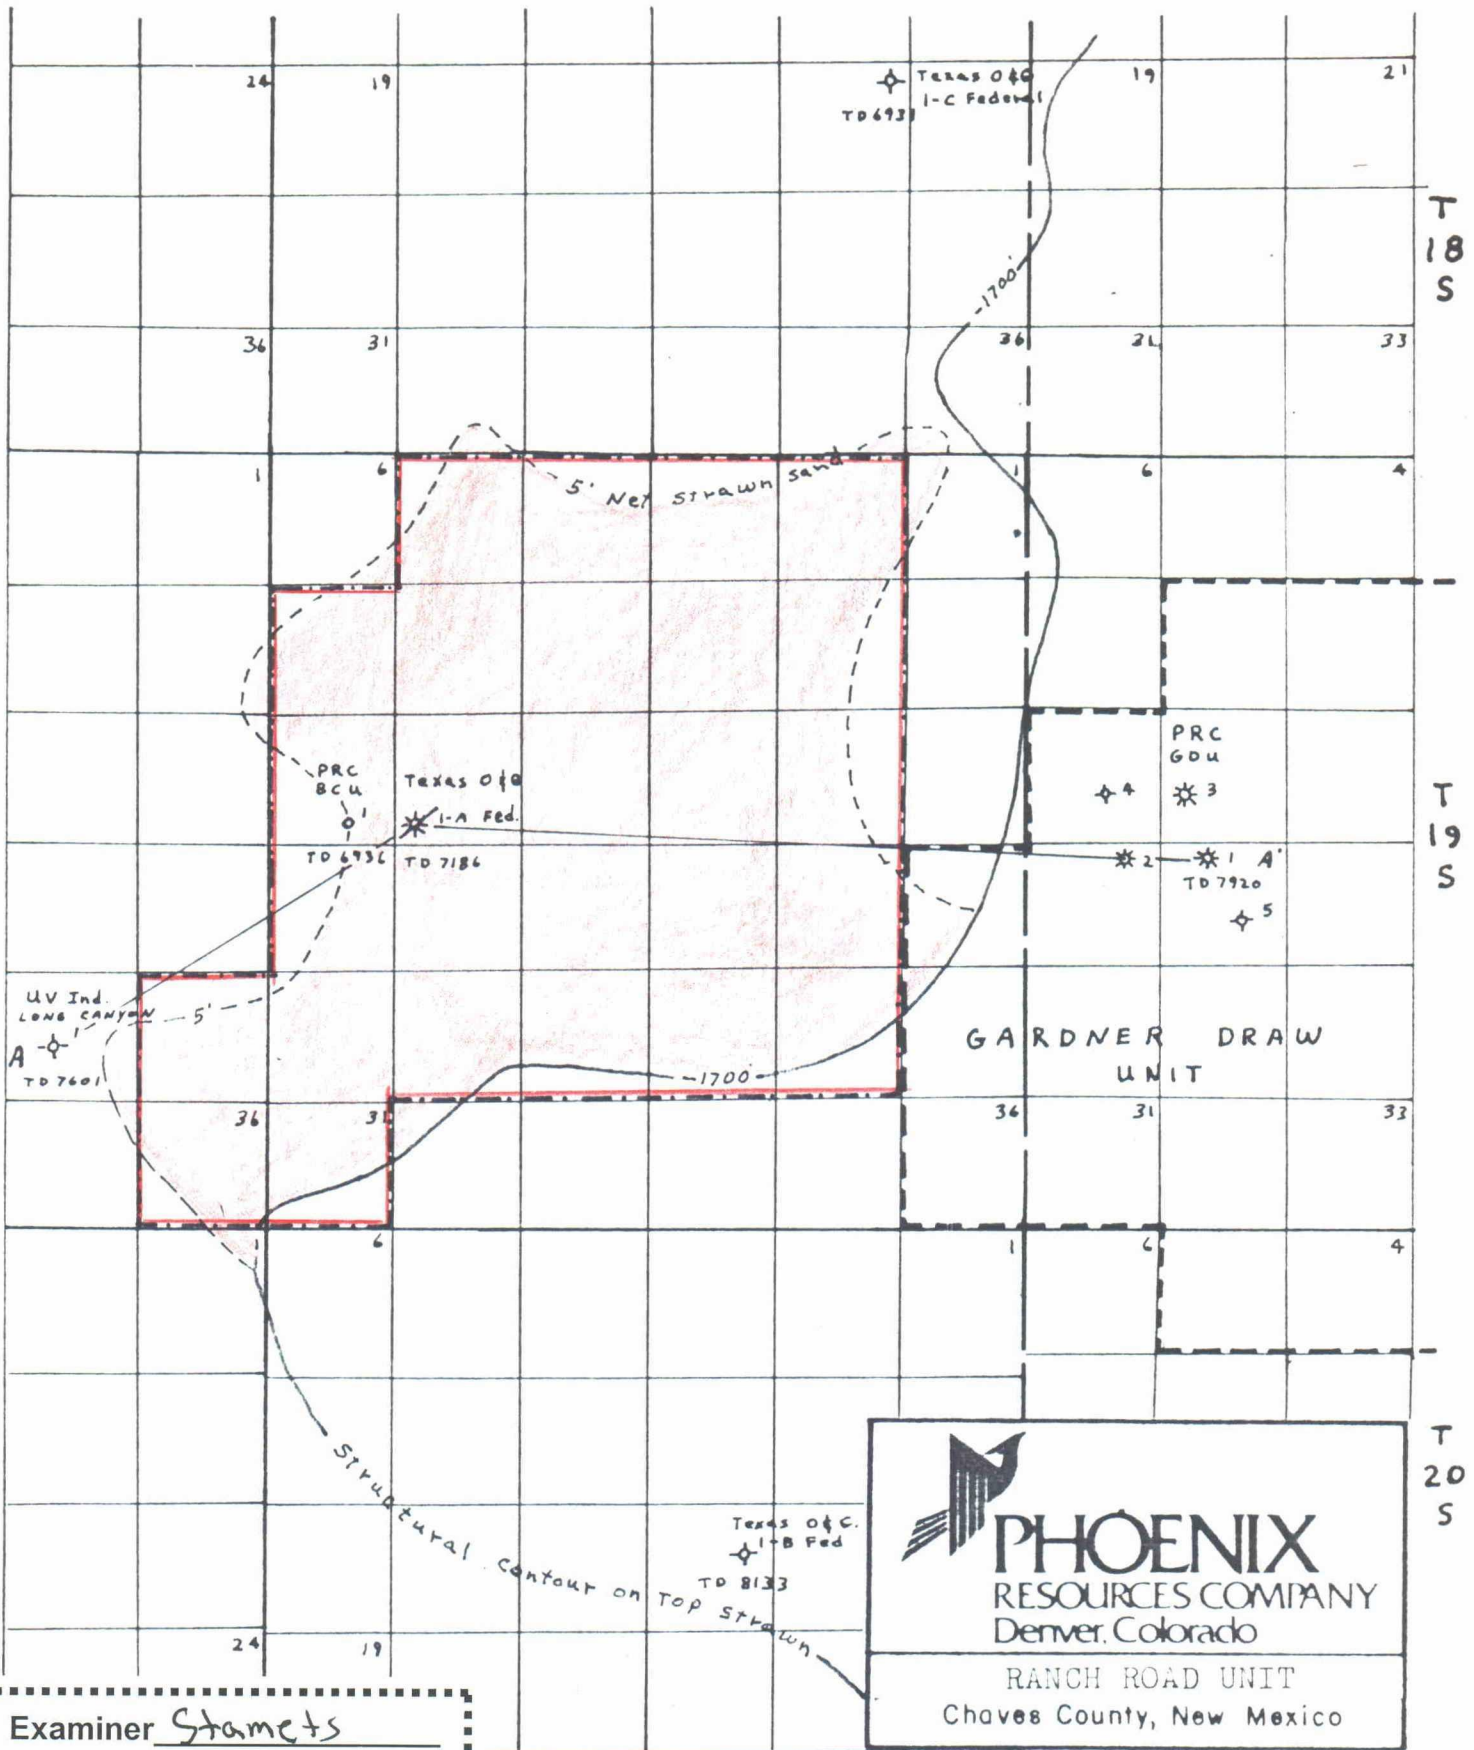 24 19 19 21
Texas O&G
1-C Federal
TD 6931
T
18
S
-1700'
36 31 36 31 33
1 6 1 6 4
5' Net Strawn sand
PRC
GDU
4 3
PRC
BCU
1
TD 6936
Texas O&G
1-A Fed.
TD 7186
2 1 A'
TD 7920
5
T
19
S
UV Ind.
LONG CANYON
1
A
TD 7601
5'
GARDNER DRAW
UNIT
-1700'
36 31 36 31 33
1 6 1 6 4
Structural Contour on Top Strawn
Texas O&G.
1-B Fed
TD 8133
T
20
S
24 19
PHOENIX
RESOURCES COMPANY
Denver, Colorado
RANCH ROAD UNIT
Chaves County, New Mexico
Examiner Stamets